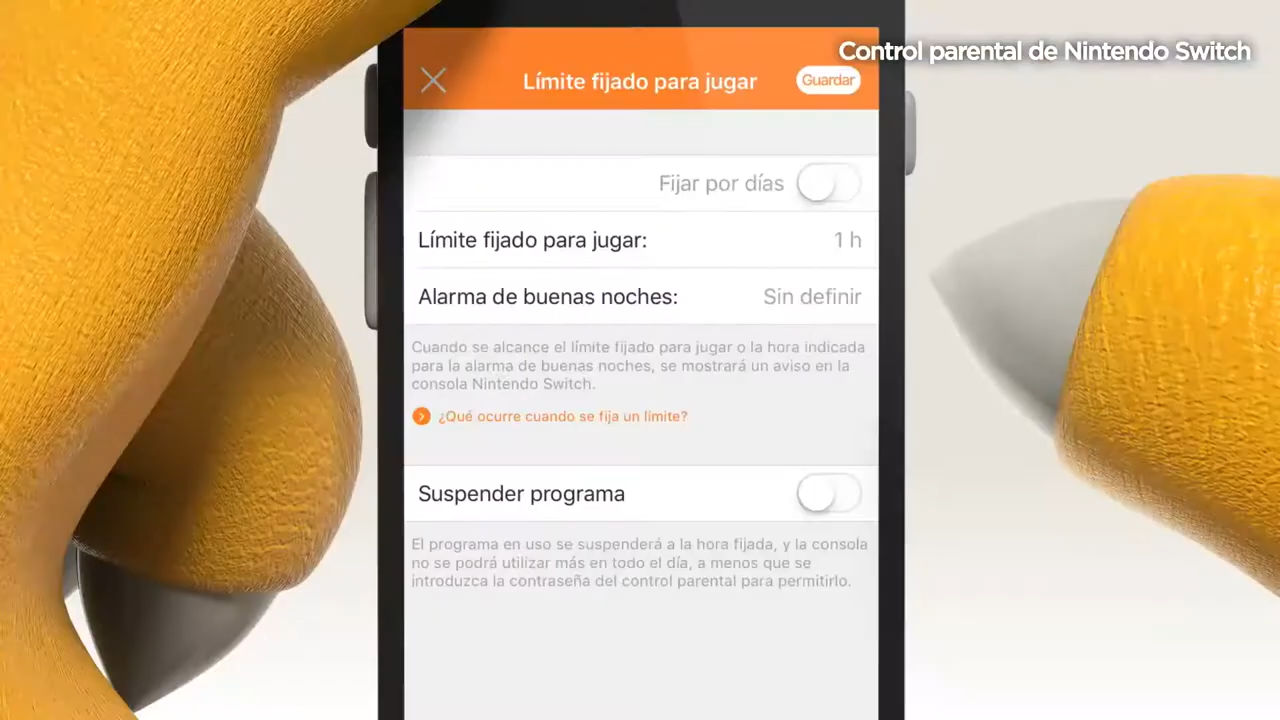 Control parental de Nintendo Switch
Límite fijado para jugar
Guardar
Fijar por días
Límite fijado para jugar:
1 h
Alarma de buenas noches:
Sin definir
Cuando se alcance el límite fijado para jugar o la hora indicada
para la alarma de buenas noches, se mostrará un aviso en la
consola Nintendo Switch.
¿Qué ocurre cuando se fija un límite?
Suspender programa
El programa en uso se suspenderá a la hora fijada, y la consola
no se podrá utilizar más en todo el día, a menos que se
introduzca la contraseña del control parental para permitirlo.